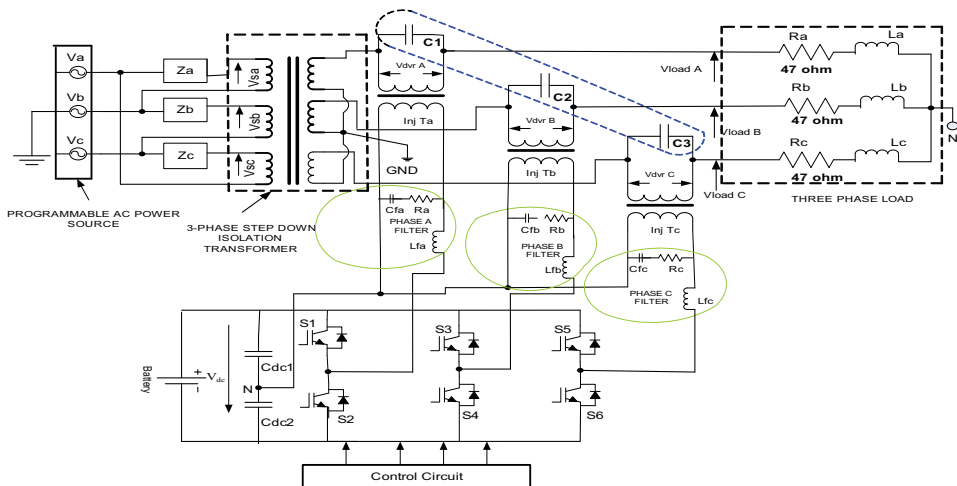 Va
Vb
Vc
Za
Zb
Zc
Vsa
Vsb
Vsc
PROGRAMMABLE AC POWER
SOURCE
3-PHASE STEP DOWN
ISOLATION
TRANSFORMER
GND
C1
Vdvr A
Inj Ta
C2
Vdvr B
Inj Tb
C3
Vdvr C
Inj Tc
Vload A
Vload B
Vload C
Ra
47 ohm
La
Rb
47 ohm
Lb
Rc
47 ohm
Lc
N
THREE PHASE LOAD
Cfa
Ra
PHASE A
FILTER
Lfa
Cfb
Rb
PHASE B
FILTER
Lfb
Cfc
Rc
PHASE C
FILTER
Lfc
Battery
+
-
Vdc
Cdc1
N
Cdc2
S1
S2
S3
S4
S5
S6
Control Circuit